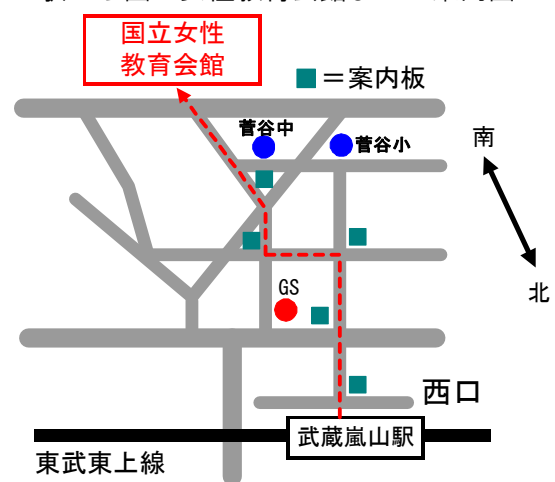 国立女性
教育会館
■＝案内板
菅谷中
菅谷小
南
北
GS
西口
武蔵嵐山駅
東武東上線